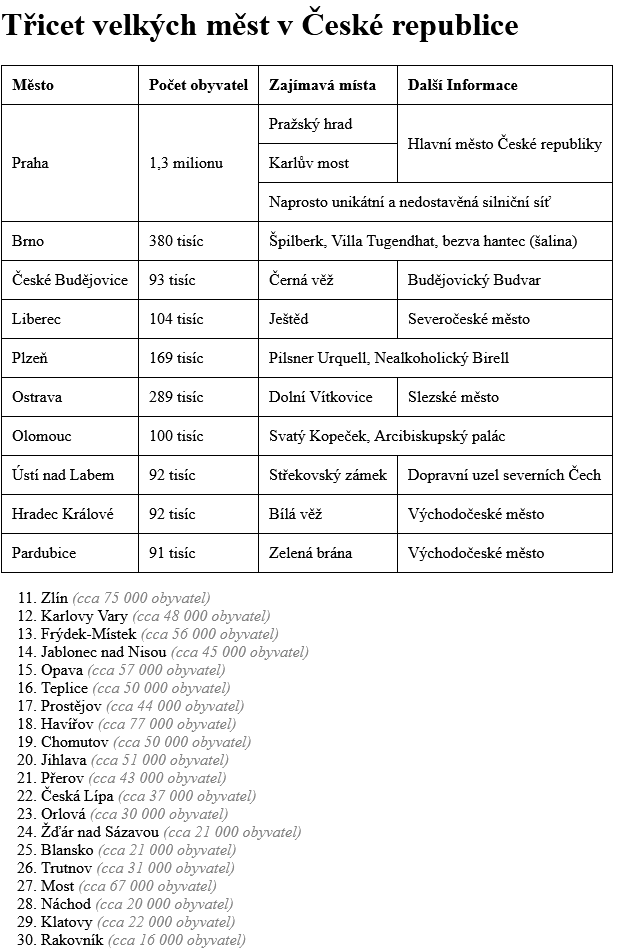 Třicet velkých měst v České republice
Město Počet obyvatel Zajímavá místa Další Informace
Praha 1,3 milionu Pražský hrad Hlavní město České republiky
Karlův most
Naprosto unikátní a nedostavěná silniční síť
Brno 380 tisíc Špilberk, Villa Tugendhat, bezva hantec (šalina)
České Budějovice 93 tisíc Černá věž Budějovický Budvar
Liberec 104 tisíc Ještěd Severočeské město
Plzeň 169 tisíc Pilsner Urquell, Nealkoholický Birell
Ostrava 289 tisíc Dolní Vítkovice Slezské město
Olomouc 100 tisíc Svatý Kopeček, Arcibiskupský palác
Ústí nad Labem 92 tisíc Střekovský zámek Dopravní uzel severních Čech
Hradec Králové 92 tisíc Bílá věž Východočeské město
Pardubice 91 tisíc Zelená brána Východočeské město
11. Zlín (cca 75 000 obyvatel)
12. Karlovy Vary (cca 48 000 obyvatel)
13. Frýdek-Místek (cca 56 000 obyvatel)
14. Jablonec nad Nisou (cca 45 000 obyvatel)
15. Opava (cca 57 000 obyvatel)
16. Teplice (cca 50 000 obyvatel)
17. Prostějov (cca 44 000 obyvatel)
18. Havířov (cca 77 000 obyvatel)
19. Chomutov (cca 50 000 obyvatel)
20. Jihlava (cca 51 000 obyvatel)
21. Přerov (cca 43 000 obyvatel)
22. Česká Lípa (cca 37 000 obyvatel)
23. Orlová (cca 30 000 obyvatel)
24. Žďár nad Sázavou (cca 21 000 obyvatel)
25. Blansko (cca 21 000 obyvatel)
26. Trutnov (cca 31 000 obyvatel)
27. Most (cca 67 000 obyvatel)
28. Náchod (cca 20 000 obyvatel)
29. Klatovy (cca 22 000 obyvatel)
30. Rakovník (cca 16 000 obyvatel)